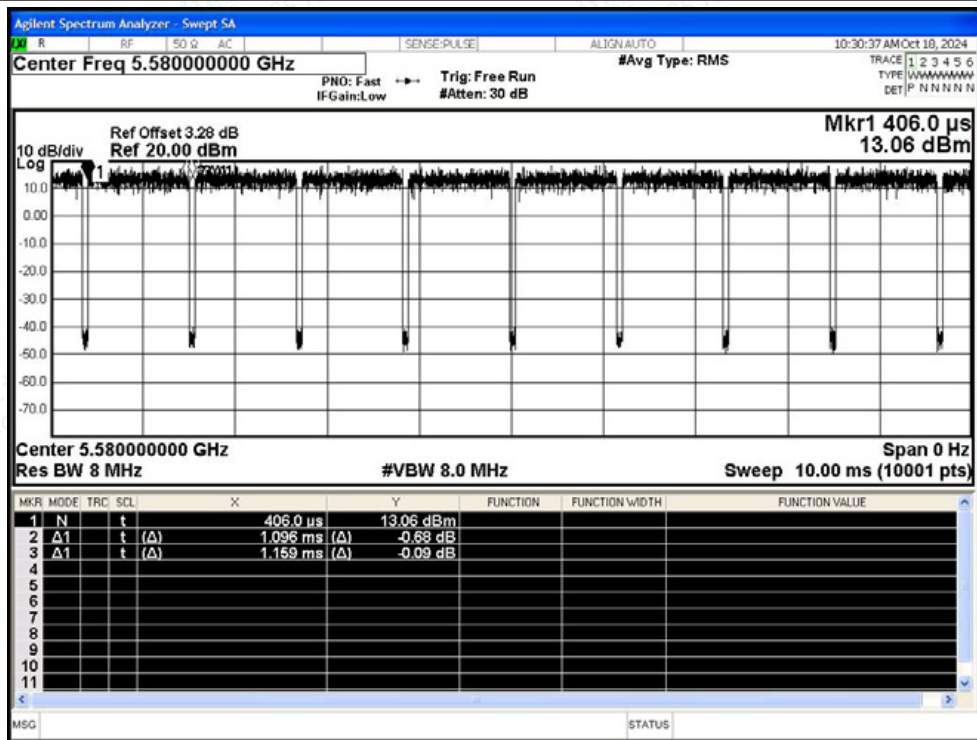 Agilent Spectrum Analyzer - Swept SA
R RF 50 Ω AC SENSE:PULSE ALIGN AUTO 10:30:37 AM Oct 18, 2024
Center Freq 5.580000000 GHz #Avg Type: RMS TRACE 1 2 3 4 5 6
PNO: Fast Trig: Free Run TYPE WWWWWW
IFGain:Low #Atten: 30 dB DET P N N N N N
Mkr1 406.0 µs
Ref Offset 3.28 dB
10 dB/div Ref 20.00 dBm 13.06 dBm
Log
1
10.0
0.00
-10.0
-20.0
-30.0
-40.0
-50.0
-60.0
-70.0
Center 5.580000000 GHz Span 0 Hz
Res BW 8 MHz #VBW 8.0 MHz Sweep 10.00 ms (10001 pts)
MKR MODE TRC SCL X Y FUNCTION FUNCTION WIDTH FUNCTION VALUE
1 N t 406.0 µs 13.06 dBm
2 Δ1 t (Δ) 1.096 ms (Δ) -0.68 dB
3 Δ1 t (Δ) 1.159 ms (Δ) -0.09 dB
4
5
6
7
8
9
10
11
MSG STATUS